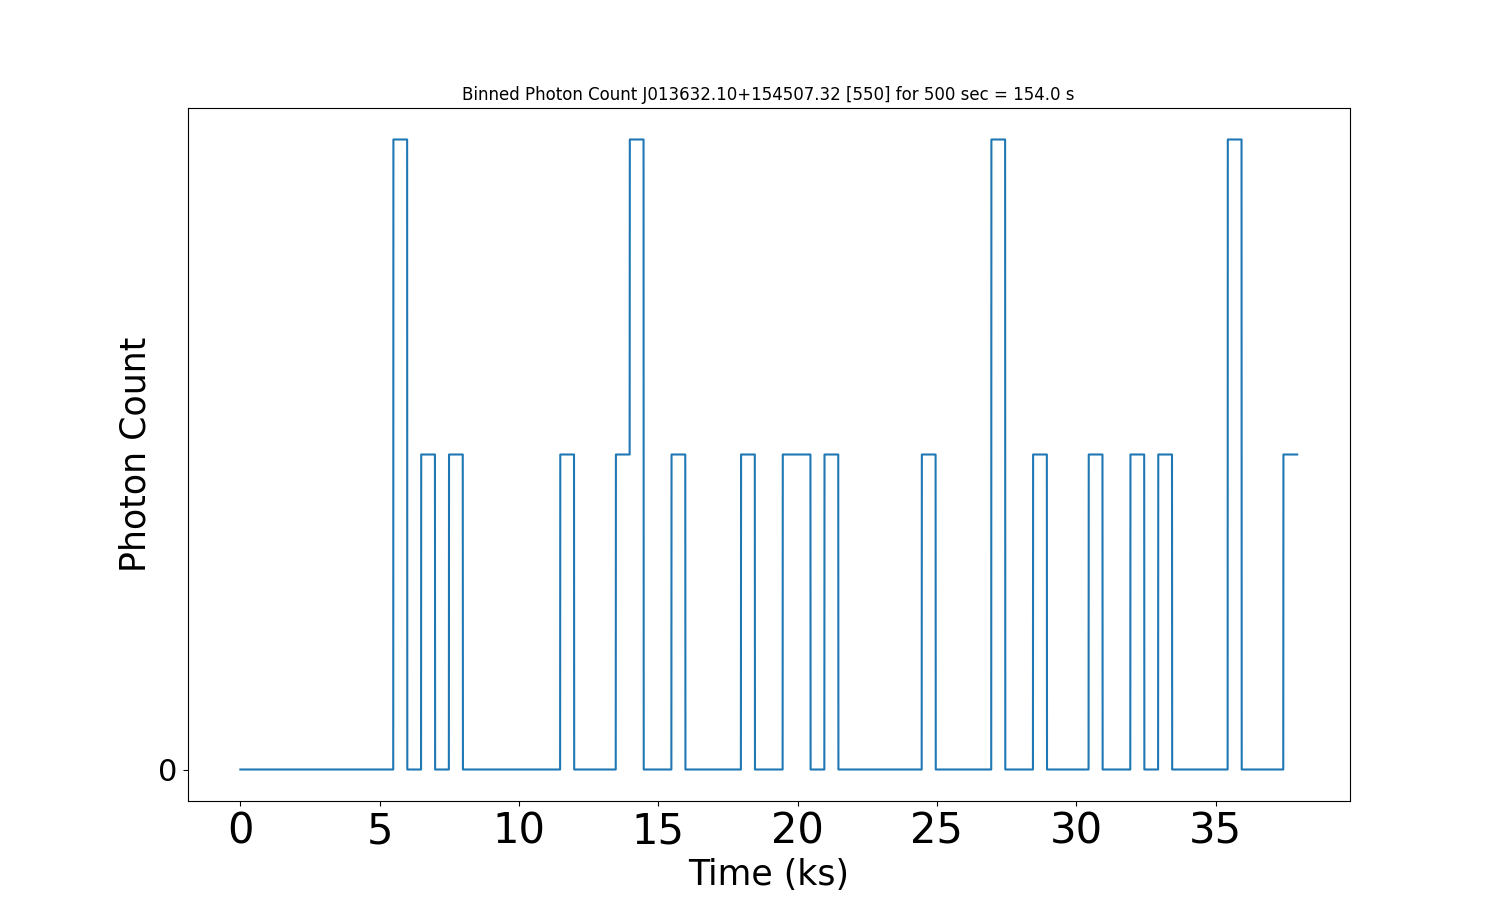 Binned Photon Count J013632.10+154507.32 [550] for 500 sec = 154.0 s
Photon Count
0
0 5 10 15 20 25 30 35
Time (ks)